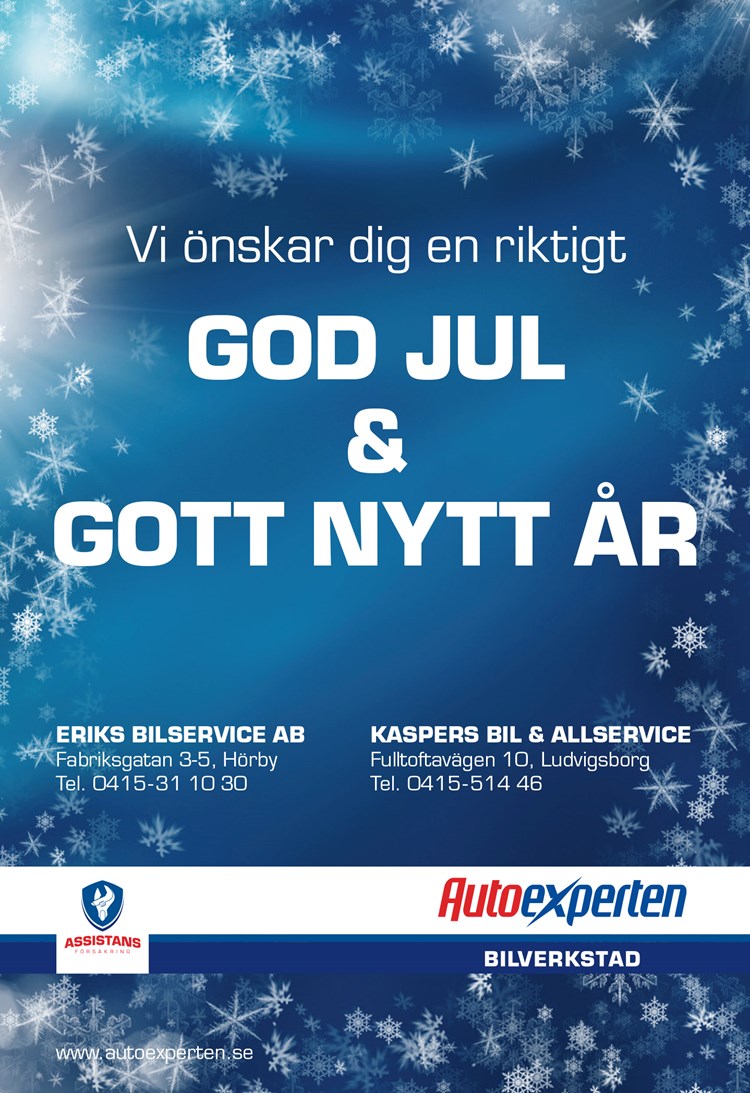 Vi önskar dig en riktigt
GOD JUL
&
GOTT NYTT ÅR
ERIKS BILSERVICE AB
Fabriksgatan 3-5, Hörby
Tel. 0415-31 10 30
KASPERS BIL & ALLSERVICE
Fulltoftavägen 10, Ludvigsborg
Tel. 0415-514 46
ASSISTANS
FÖRSÄKRING
Autoexperten
BILVERKSTAD
www.autoexperten.se